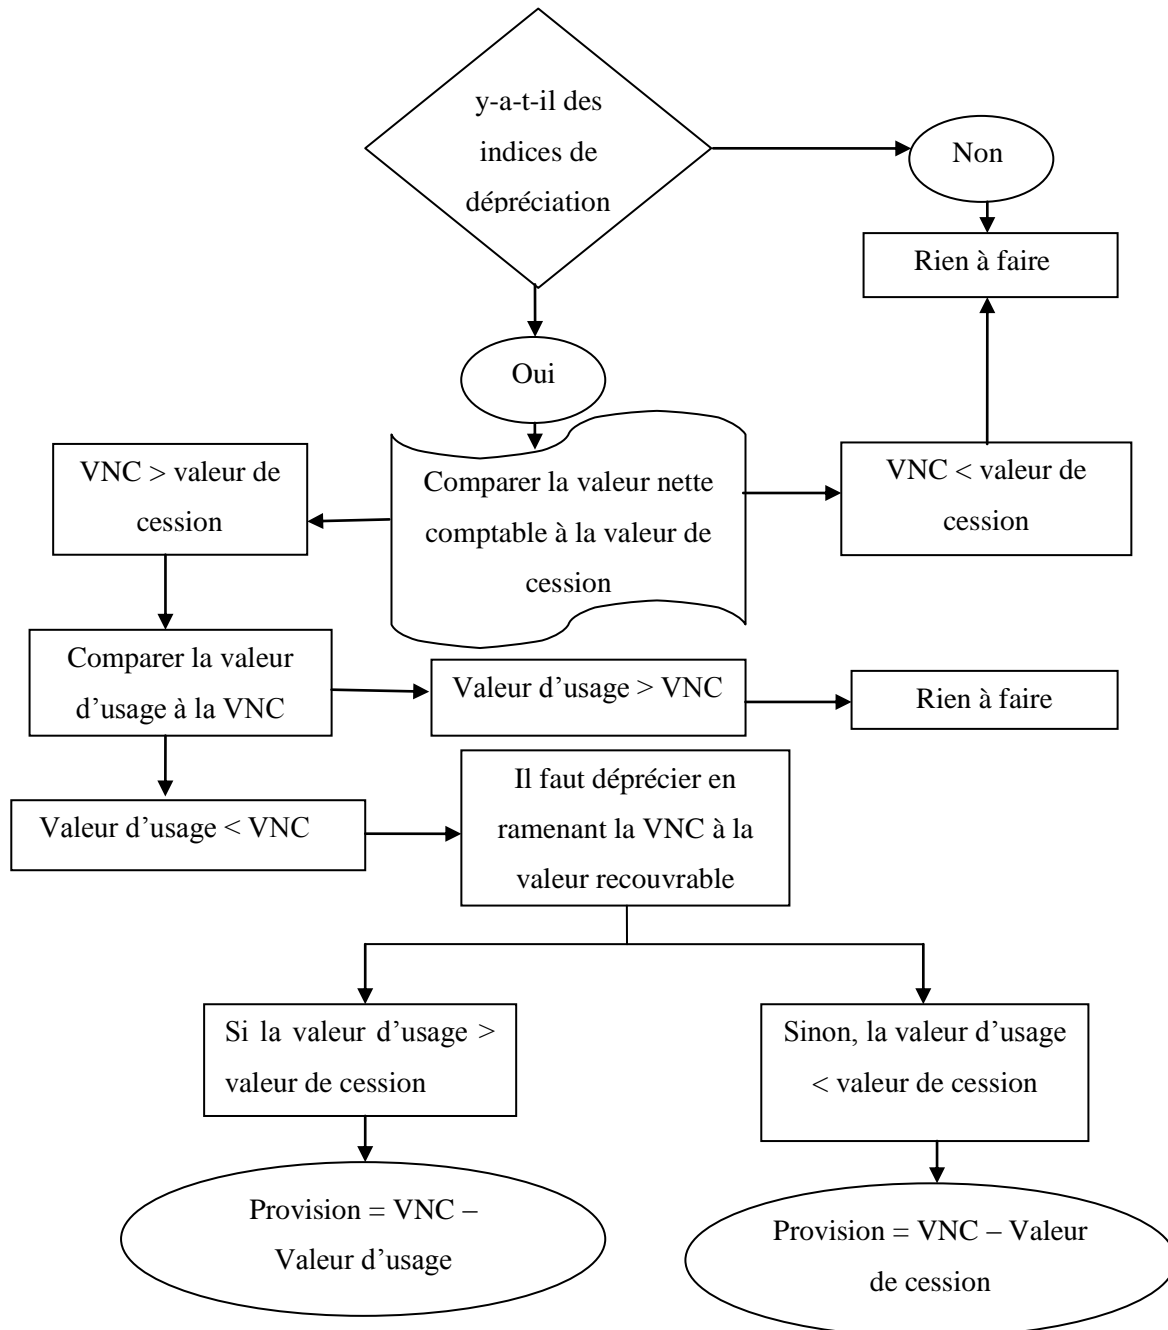 y-a-t-il des
indices de
dépréciation
Non
Rien à faire
Oui
VNC > valeur de
cession
Comparer la valeur nette
comptable à la valeur de
cession
VNC < valeur de
cession
Comparer la valeur
d’usage à la VNC
Valeur d’usage > VNC
Rien à faire
Valeur d’usage < VNC
Il faut déprécier en
ramenant la VNC à la
valeur recouvrable
Si la valeur d’usage >
valeur de cession
Sinon, la valeur d’usage
< valeur de cession
Provision = VNC –
Valeur d’usage
Provision = VNC – Valeur
de cession